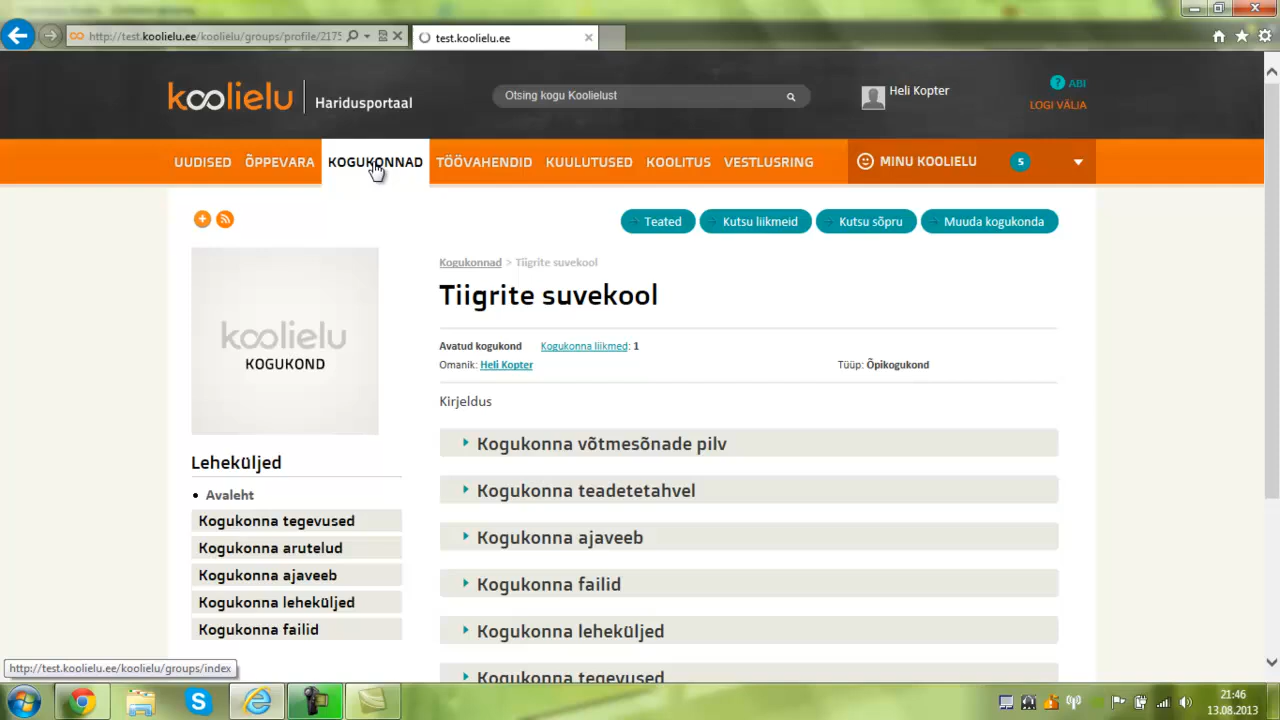 http://test.koolielu.ee/koolielu/groups/profile/2175
test.koolielu.ee
koolielu
Haridusportaal
Otsing kogu Koolielust
Heli Kopter
? ABI
LOGI VÄLJA
UUDISED
ÕPPEVARA
KOGUKONNAD
TÖÖVAHENDID
KUULUTUSED
KOOLITUS
VESTLUSRING
MINU KOOLIELU
5
Teated
Kutsu liikmeid
Kutsu sõpru
Muuda kogukonda
koolielu
KOGUKOND
Kogukonnad > Tiigrite suvekool
Tiigrite suvekool
Avatud kogukond
Kogukonna liikmed: 1
Omanik: Heli Kopter
Tüüp: Õpikogukond
Kirjeldus
Kogukonna võtmesõnade pilv
Kogukonna teadetetahvel
Kogukonna ajaveeb
Kogukonna failid
Kogukonna leheküljed
Kogukonna tegevused
Leheküljed
Avaleht
Kogukonna tegevused
Kogukonna arutelud
Kogukonna ajaveeb
Kogukonna leheküljed
Kogukonna failid
http://test.koolielu.ee/koolielu/groups/index
21:46
13.08.2013